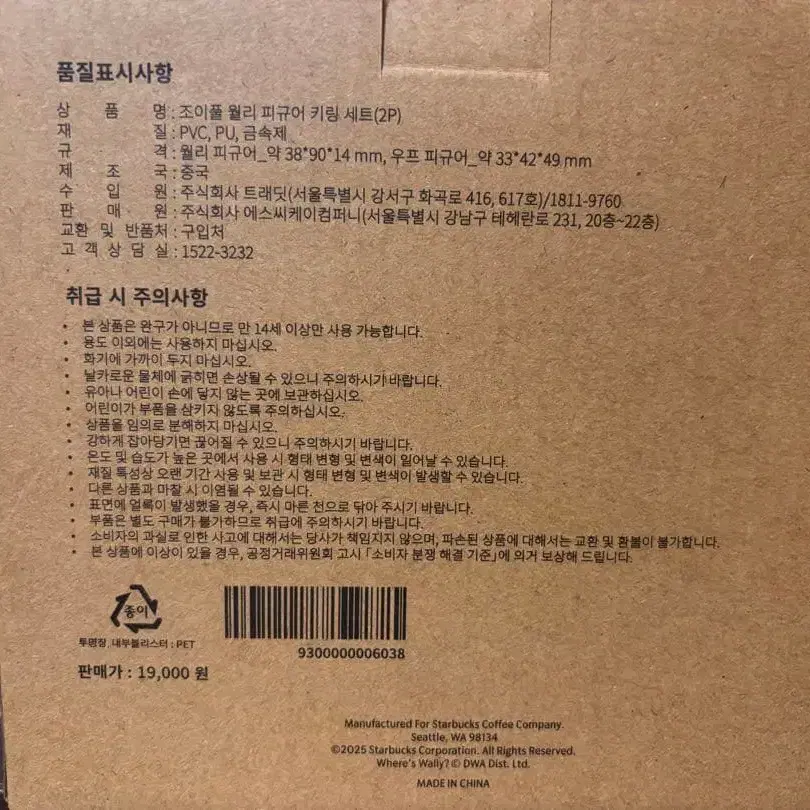 품질표시사항
상 품 명 : 조이풀 월리 피규어 키링 세트(2P)
재 질 : PVC, PU, 금속제
규 격 : 월리 피규어_약 38*90*14 mm, 우프 피규어_약 33*42*49 mm
제 조 국 : 중국
수 입 원 : 주식회사 트래딧(서울특별시 강서구 화곡로 416, 617호)/1811-9760
판 매 원 : 주식회사 에스씨케이컴퍼니(서울특별시 강남구 테헤란로 231, 20층~22층)
교환 및 반품처 : 구입처
고 객 상 담 실 : 1522-3232
취급 시 주의사항
• 본 상품은 완구가 아니므로 만 14세 이상만 사용 가능합니다.
• 용도 이외에는 사용하지 마십시오.
• 화기에 가까이 두지 마십시오.
• 날카로운 물체에 긁히면 손상될 수 있으니 주의하시기 바랍니다.
• 유아나 어린이 손에 닿지 않는 곳에 보관하십시오.
• 어린이가 부품을 삼키지 않도록 주의하십시오.
• 상품을 임의로 분해하지 마십시오.
• 강하게 잡아당기면 끊어질 수 있으니 주의하시기 바랍니다.
• 온도 및 습도가 높은 곳에서 사용 시 형태 변형 및 변색이 일어날 수 있습니다.
• 재질 특성상 오랜 기간 사용 및 보관 시 형태 변형 및 변색이 발생할 수 있습니다.
• 다른 상품과 마찰 시 이염될 수 있습니다.
• 표면에 얼룩이 발생했을 경우, 즉시 마른 천으로 닦아 주시기 바랍니다.
• 부품은 별도 구매가 불가하므로 취급에 주의하시기 바랍니다.
• 소비자의 과실로 인한 사고에 대해서는 당사가 책임지지 않으며, 파손된 상품에 대해서는 교환 및 환불이 불가합니다.
• 본 상품에 이상이 있을 경우, 공정거래위원회 고시 「소비자 분쟁 해결 기준」에 의거 보상해 드립니다.
종이
투명창, 내부블리스터 : PET
9300000006038
판매가 : 19,000 원
Manufactured For Starbucks Coffee Company.
Seattle, WA 98134
©2025 Starbucks Corporation. All Rights Reserved.
Where's Wally? © DWA Dist. Ltd.
MADE IN CHINA